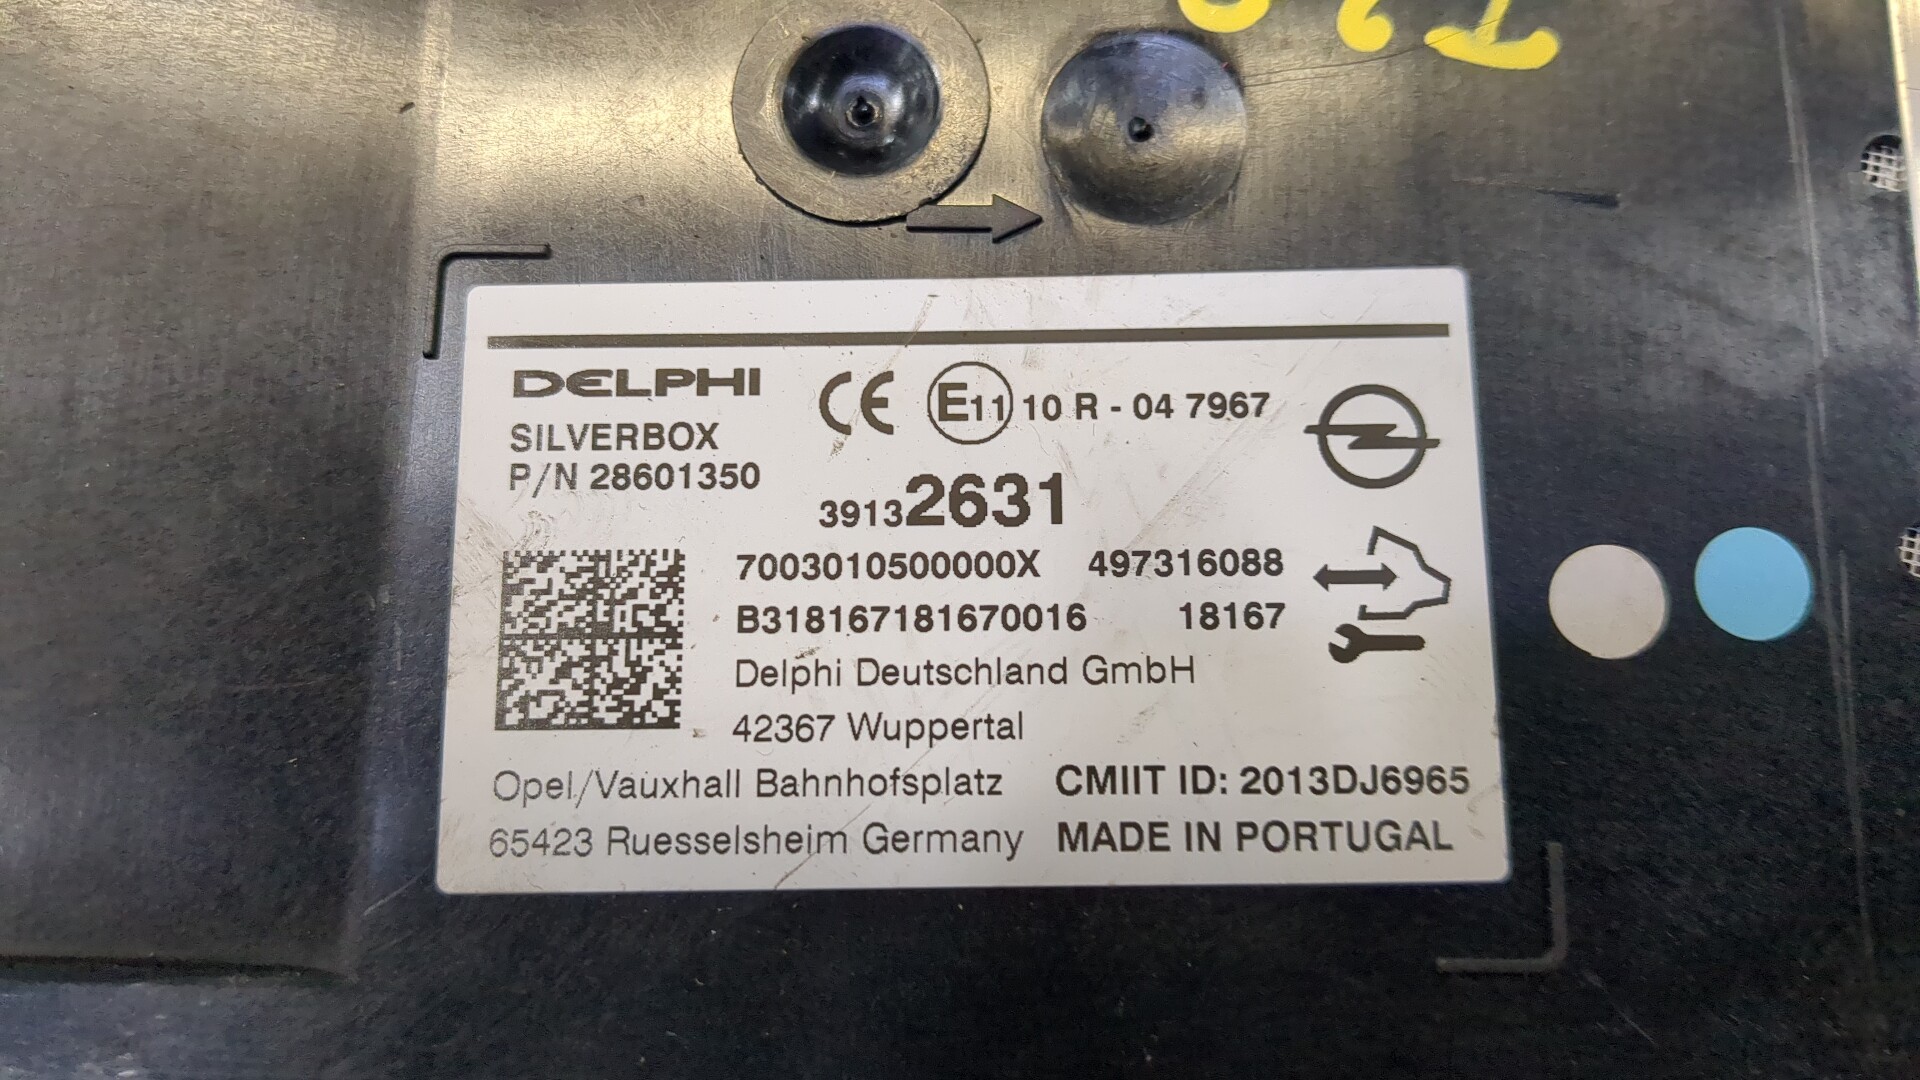 DELPHI
SILVERBOX
P/N 28601350
CE E11 10 R - 04 7967
39132631
7003010500000X 497316088
B318167181670016 18167
Delphi Deutschland GmbH
42367 Wuppertal
Opel/Vauxhall Bahnhofsplatz
65423 Ruesselsheim Germany
CMIIT ID: 2013DJ6965
MADE IN PORTUGAL